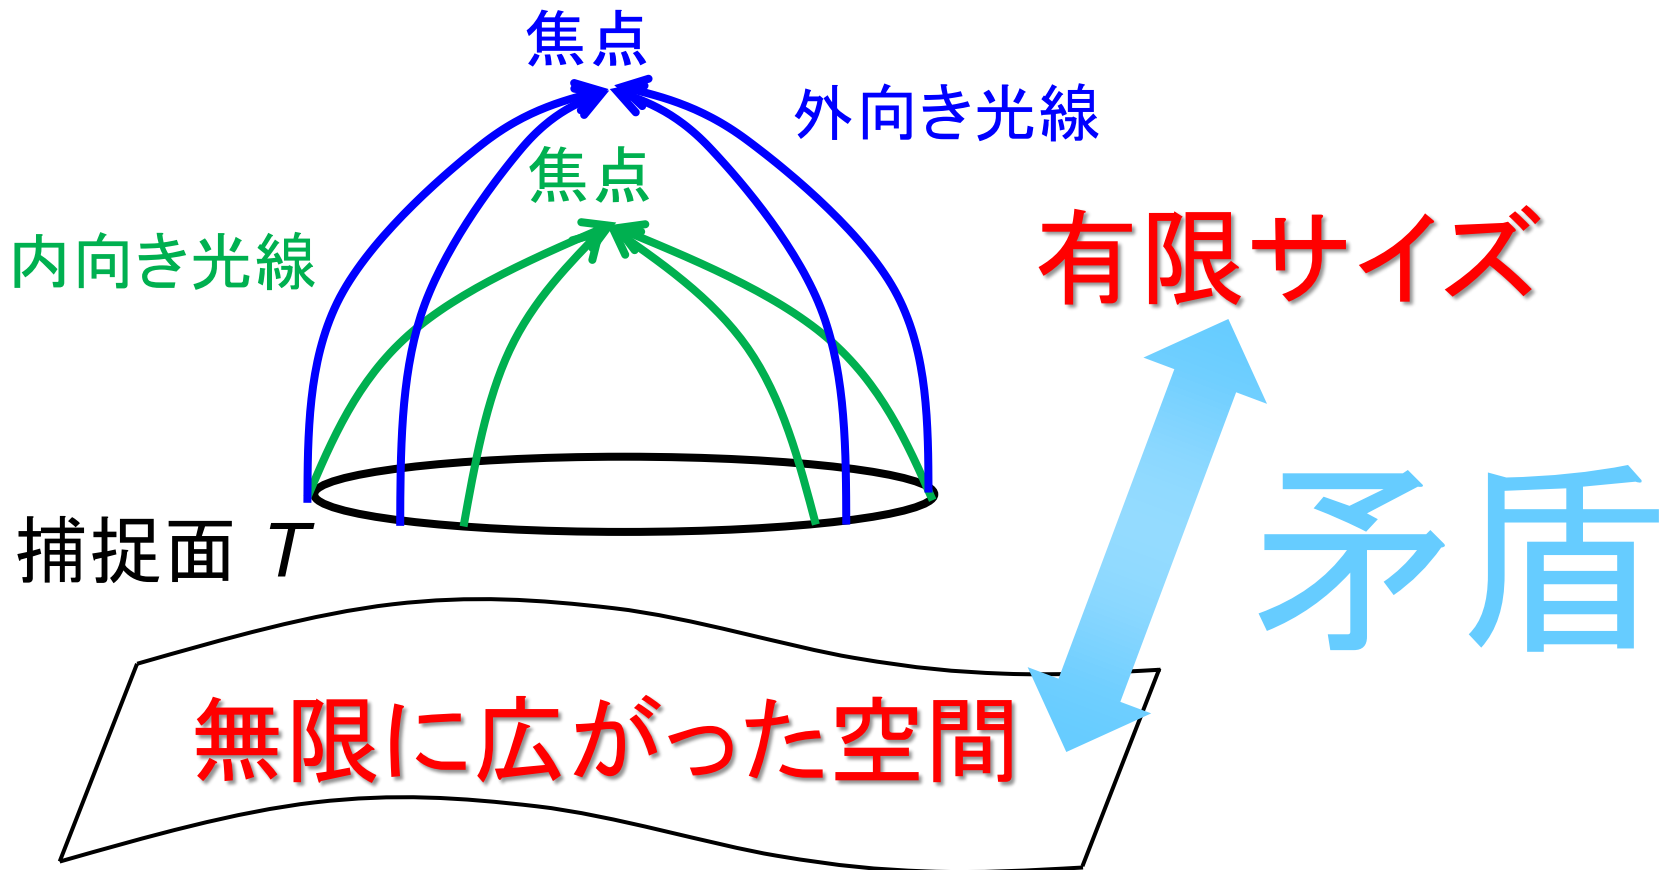 焦点
外向き光線
焦点
内向き光線
有限サイズ
矛盾
捕捉面 T
無限に広がった空間